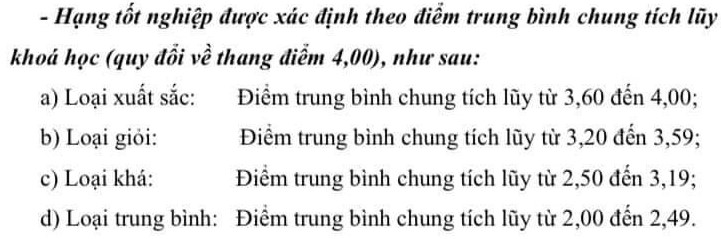 - Hạng tốt nghiệp được xác định theo điểm trung bình chung tích lũy
khoá học (quy đổi về thang điểm 4,00), như sau:
a) Loại xuất sắc: Điểm trung bình chung tích lũy từ 3,60 đến 4,00;
b) Loại giỏi: Điểm trung bình chung tích lũy từ 3,20 đến 3,59;
c) Loại khá: Điểm trung bình chung tích lũy từ 2,50 đến 3,19;
d) Loại trung bình: Điểm trung bình chung tích lũy từ 2,00 đến 2,49.